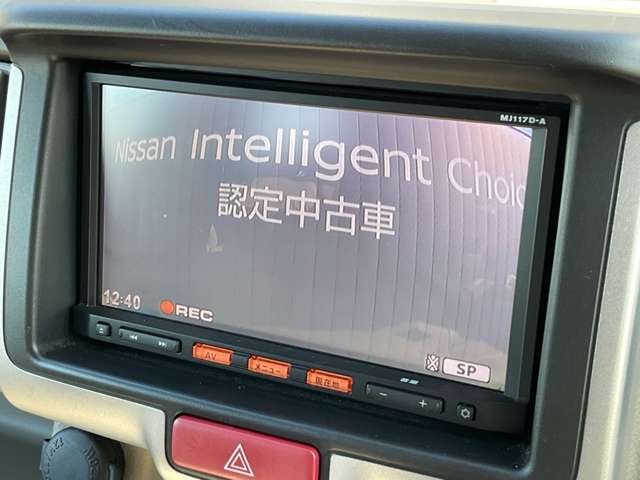 MJ117D-A
Nissan Intelligent Choic
認定中古車
12:40
REC
SP
AV
メニュー
現在地